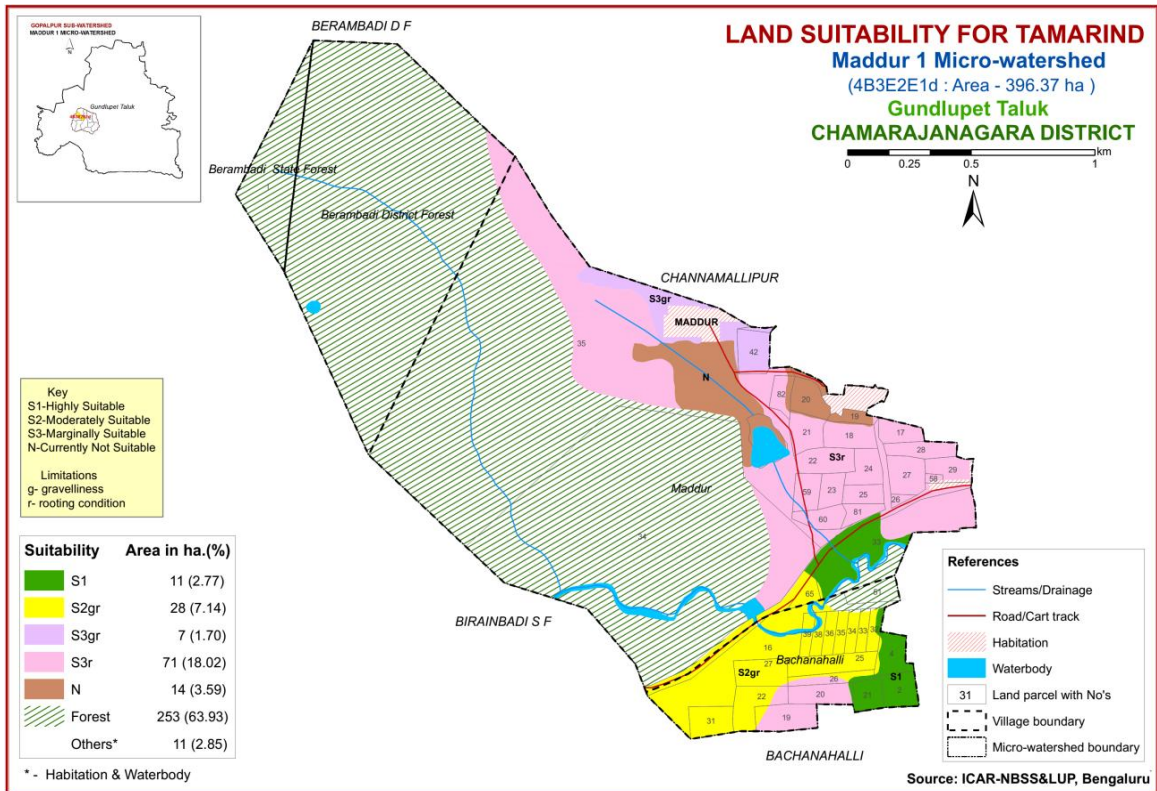 GOPALPUR SUB-WATERSHED
MADDUR 1 MICRO-WATERSHED
N
Gundlupet Taluk
BERAMBADI D F
LAND SUITABILITY FOR TAMARIND
Maddur 1 Micro-watershed
(4B3E2E1d : Area - 396.37 ha )
Gundlupet Taluk
CHAMARAJANAGARA DISTRICT
km
0 0.25 0.5 1
N
Berambadi State Forest
Berambadi District Forest
CHANNAMALLIPUR
S3gr
MADDUR
35
42
N
82
20
19
21
18
17
S3r
28
22
24
27
29
58
59
23
25
26
60
81
Maddur
34
33
51
65
BIRAINBADI S F
39 38 36 35 34 33
16
Bachanahalli
27
25
4
S2gr
26
S1
22
20
21
2
31
19
BACHANAHALLI
Key
S1-Highly Suitable
S2-Moderately Suitable
S3-Marginally Suitable
N-Currently Not Suitable
Limitations
g- gravelliness
r- rooting condition
Suitability Area in ha.(%)
S1 11 (2.77)
S2gr 28 (7.14)
S3gr 7 (1.70)
S3r 71 (18.02)
N 14 (3.59)
Forest 253 (63.93)
Others* 11 (2.85)
* - Habitation & Waterbody
References
Streams/Drainage
Road/Cart track
Habitation
Waterbody
31 Land parcel with No's
Village boundary
Micro-watershed boundary
Source: ICAR-NBSS&LUP, Bengaluru